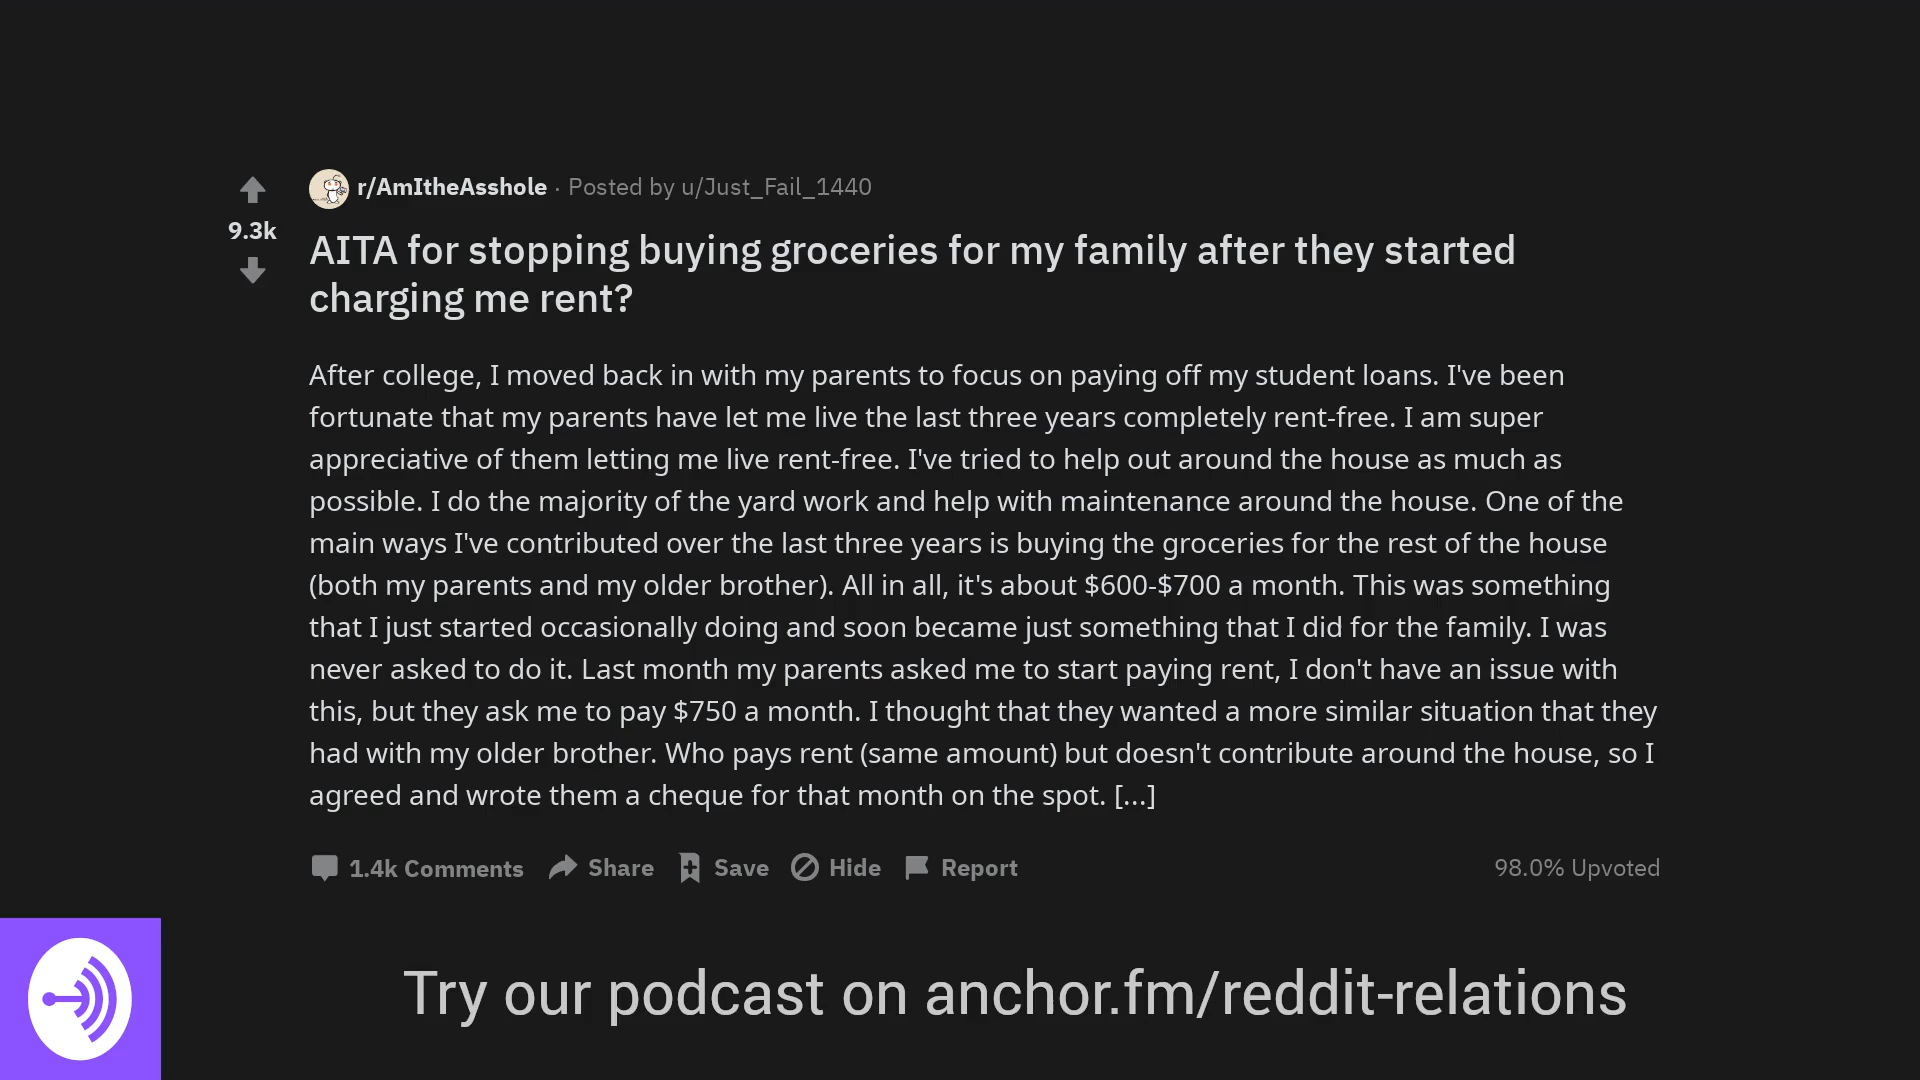 r/AmItheAsshole · Posted by u/Just_Fail_1440
9.3k
AITA for stopping buying groceries for my family after they started
charging me rent?
After college, I moved back in with my parents to focus on paying off my student loans. I've been
fortunate that my parents have let me live the last three years completely rent-free. I am super
appreciative of them letting me live rent-free. I've tried to help out around the house as much as
possible. I do the majority of the yard work and help with maintenance around the house. One of the
main ways I've contributed over the last three years is buying the groceries for the rest of the house
(both my parents and my older brother). All in all, it's about $600-$700 a month. This was something
that I just started occasionally doing and soon became just something that I did for the family. I was
never asked to do it. Last month my parents asked me to start paying rent, I don't have an issue with
this, but they ask me to pay $750 a month. I thought that they wanted a more similar situation that they
had with my older brother. Who pays rent (same amount) but doesn't contribute around the house, so I
agreed and wrote them a cheque for that month on the spot. [...]
1.4k Comments Share Save Hide Report 98.0% Upvoted
Try our podcast on anchor.fm/reddit-relations